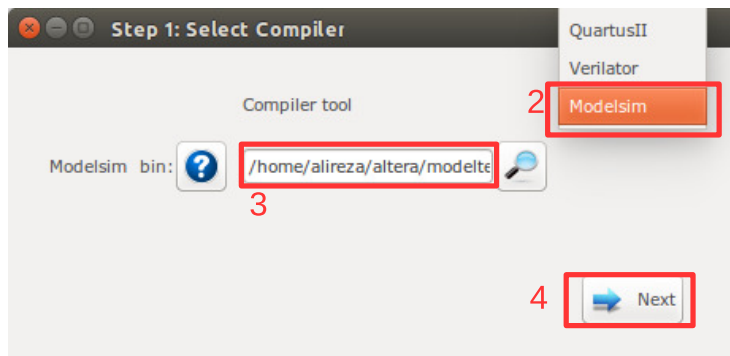 Step 1: Select Compiler
QuartusII
Verilator
Compiler tool
2
Modelsim
Modelsim bin:
?
/home/alireza/altera/modelte
3
4
Next